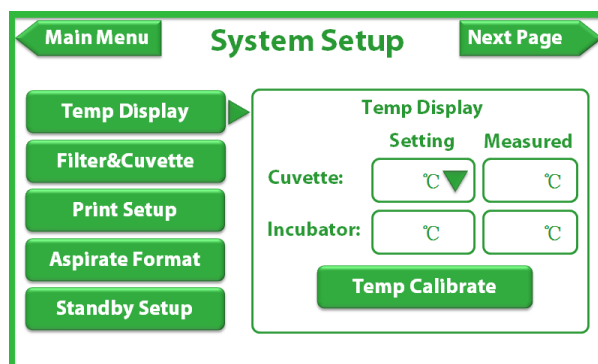 Main Menu
System Setup
Next Page
Temp Display
Filter&Cuvette
Print Setup
Aspirate Format
Standby Setup
Temp Display
Setting Measured
Cuvette: ℃ ℃
Incubator: ℃ ℃
Temp Calibrate